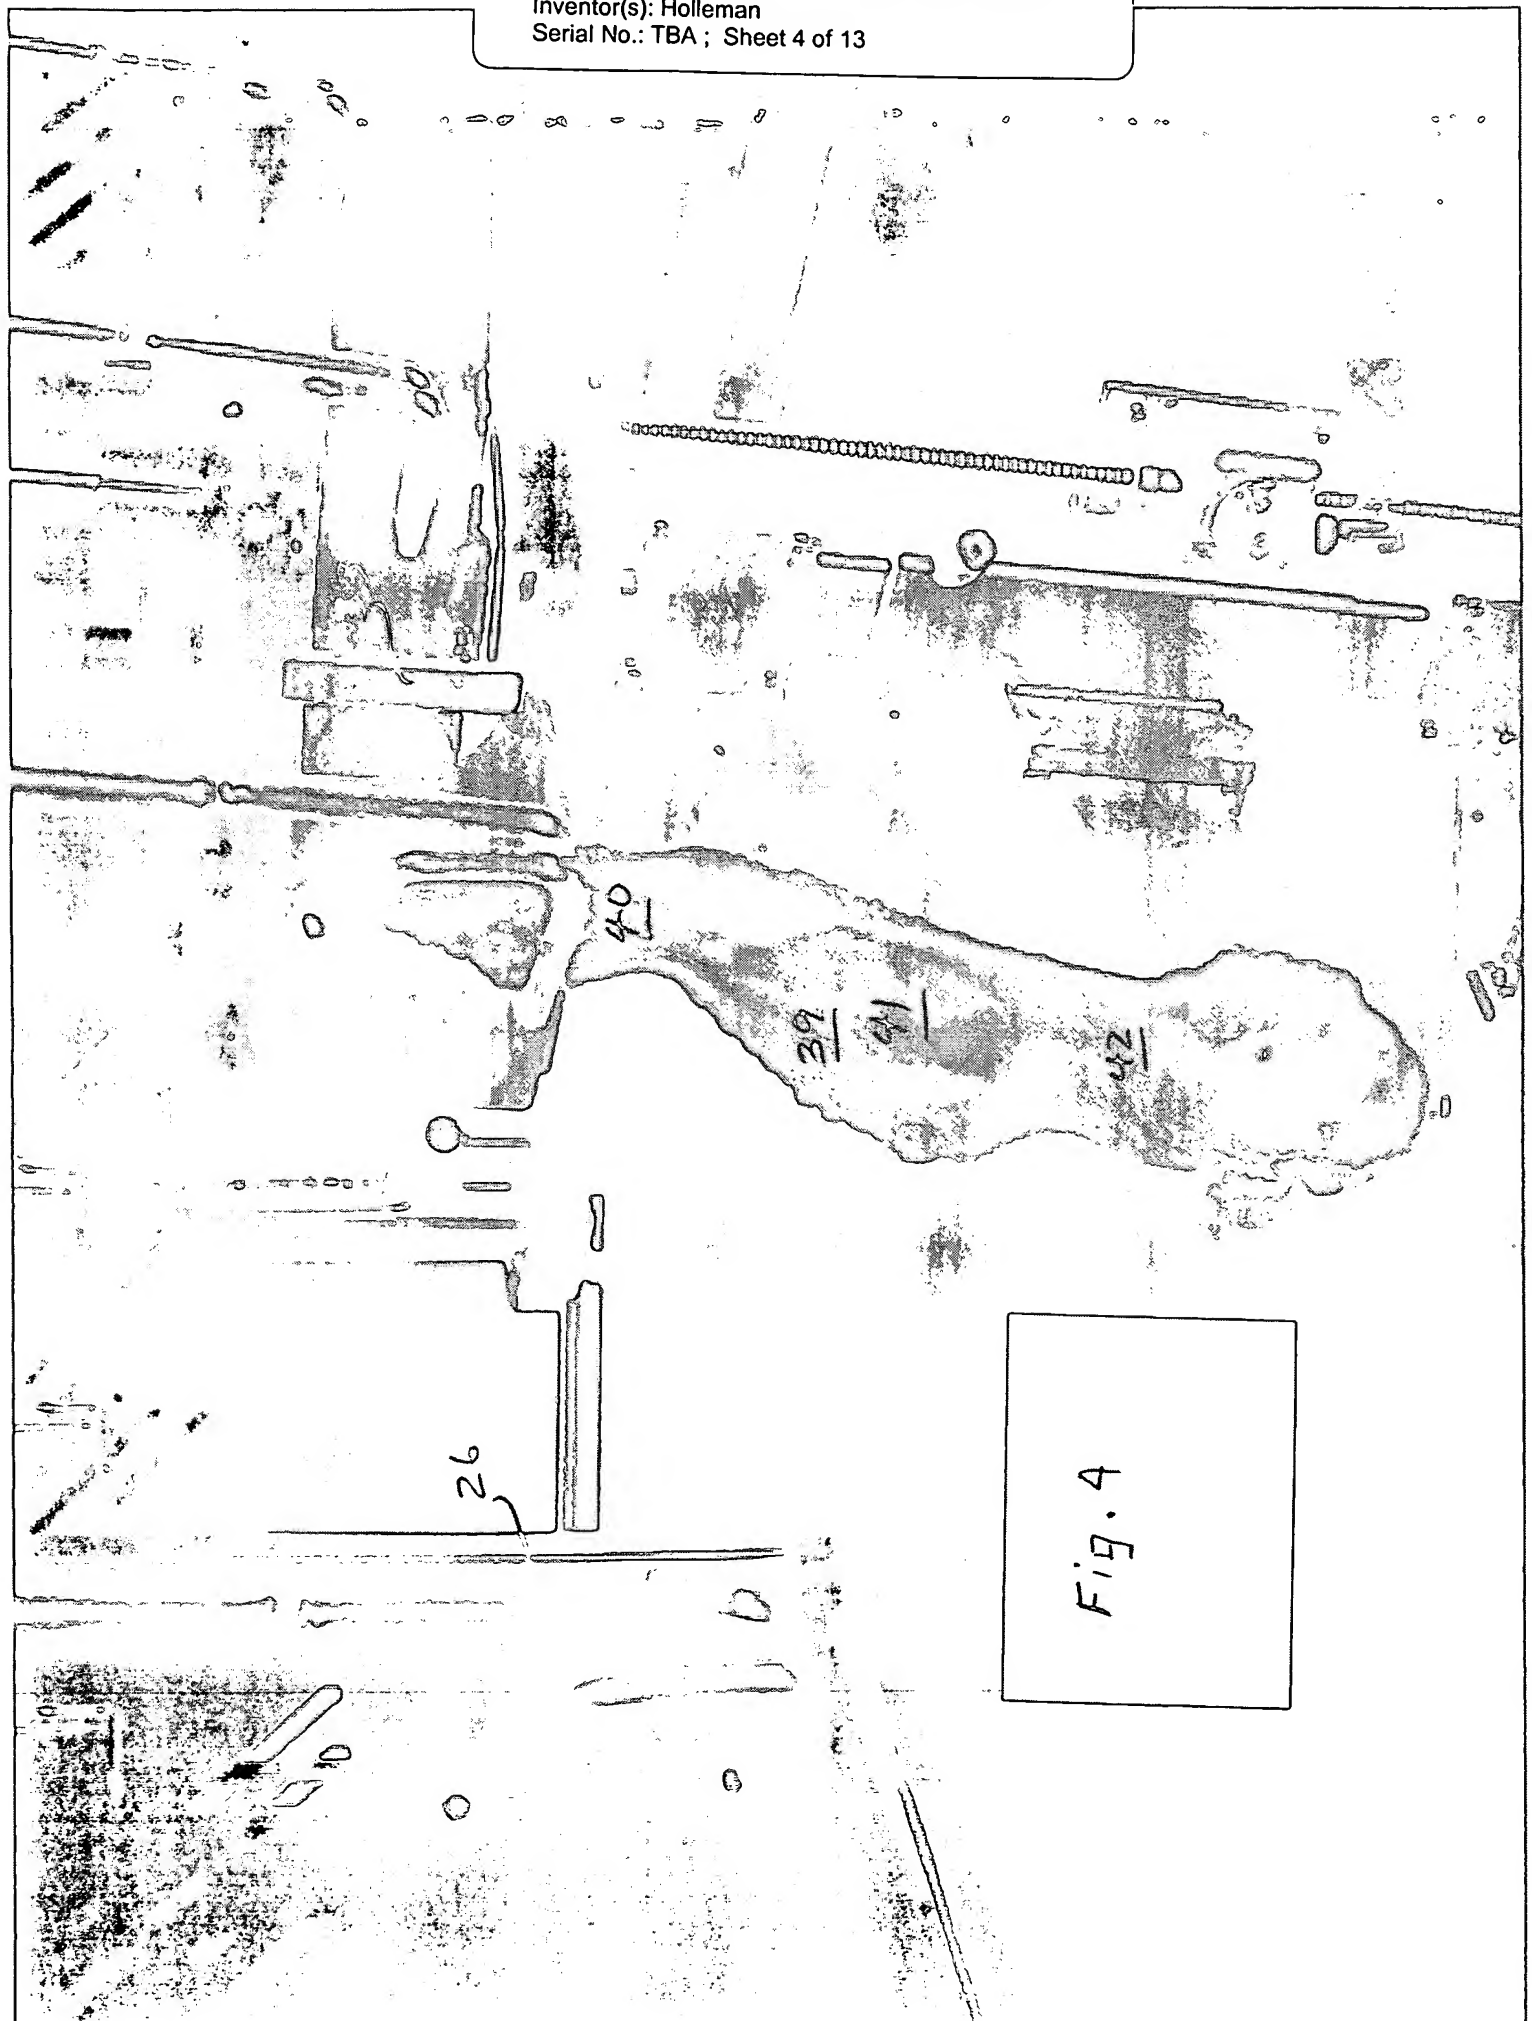 Inventor(s): Holleman
Serial No.: TBA ; Sheet 4 of 13
40
39
41
42
26
Fig. 4